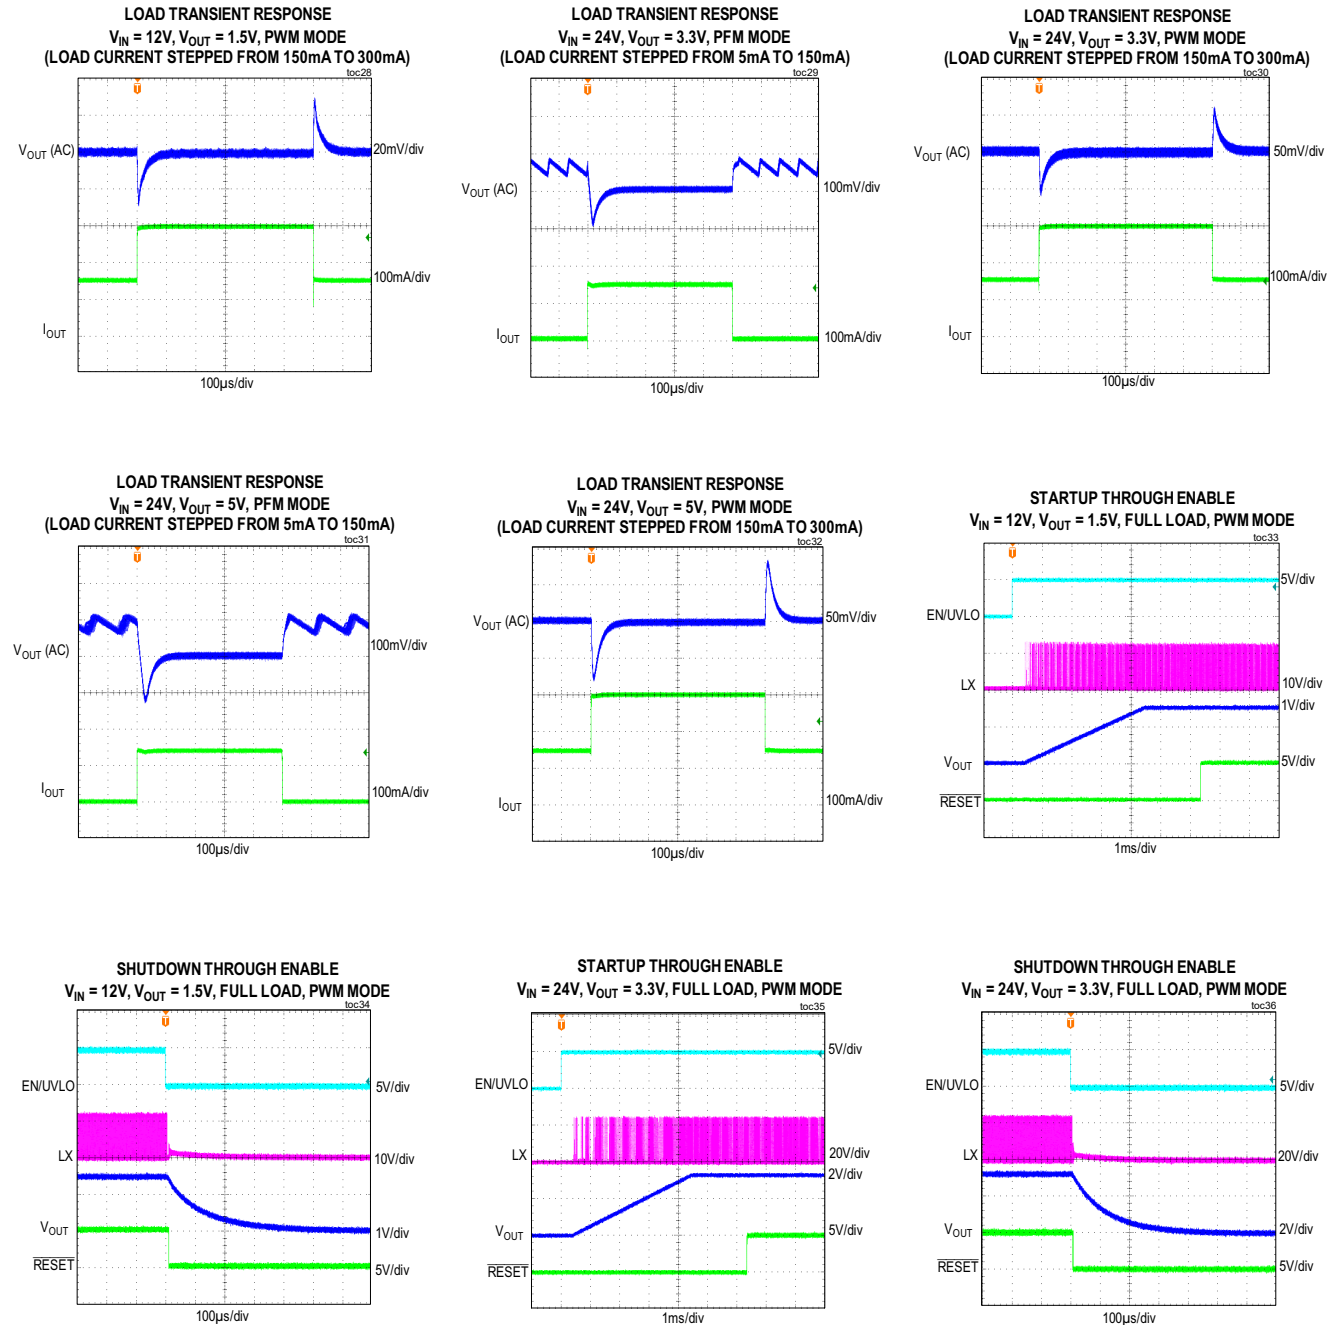 LOAD TRANSIENT RESPONSE
VIN = 12V, VOUT = 1.5V, PWM MODE
(LOAD CURRENT STEPPED FROM 150mA TO 300mA)
toc28
T
VOUT (AC)
20mV/div
100mA/div
IOUT
100µs/div
LOAD TRANSIENT RESPONSE
VIN = 24V, VOUT = 3.3V, PFM MODE
(LOAD CURRENT STEPPED FROM 5mA TO 150mA)
toc29
T
VOUT (AC)
100mV/div
IOUT
100mA/div
100µs/div
LOAD TRANSIENT RESPONSE
VIN = 24V, VOUT = 3.3V, PWM MODE
(LOAD CURRENT STEPPED FROM 150mA TO 300mA)
toc30
T
VOUT (AC)
50mV/div
100mA/div
IOUT
100µs/div
LOAD TRANSIENT RESPONSE
VIN = 24V, VOUT = 5V, PFM MODE
(LOAD CURRENT STEPPED FROM 5mA TO 150mA)
toc31
T
VOUT (AC)
100mV/div
IOUT
100mA/div
100µs/div
LOAD TRANSIENT RESPONSE
VIN = 24V, VOUT = 5V, PWM MODE
(LOAD CURRENT STEPPED FROM 150mA TO 300mA)
toc32
T
VOUT (AC)
50mV/div
IOUT
100mA/div
100µs/div
STARTUP THROUGH ENABLE
VIN = 12V, VOUT = 1.5V, FULL LOAD, PWM MODE
toc33
T
5V/div
EN/UVLO
LX
10V/div
1V/div
VOUT
5V/div
RESET
1ms/div
SHUTDOWN THROUGH ENABLE
VIN = 12V, VOUT = 1.5V, FULL LOAD, PWM MODE
toc34
T
EN/UVLO
5V/div
LX
10V/div
VOUT
1V/div
RESET
5V/div
100µs/div
STARTUP THROUGH ENABLE
VIN = 24V, VOUT = 3.3V, FULL LOAD, PWM MODE
toc35
T
5V/div
EN/UVLO
LX
20V/div
2V/div
VOUT
5V/div
RESET
1ms/div
SHUTDOWN THROUGH ENABLE
VIN = 24V, VOUT = 3.3V, FULL LOAD, PWM MODE
toc36
T
EN/UVLO
5V/div
LX
20V/div
VOUT
2V/div
RESET
5V/div
100µs/div